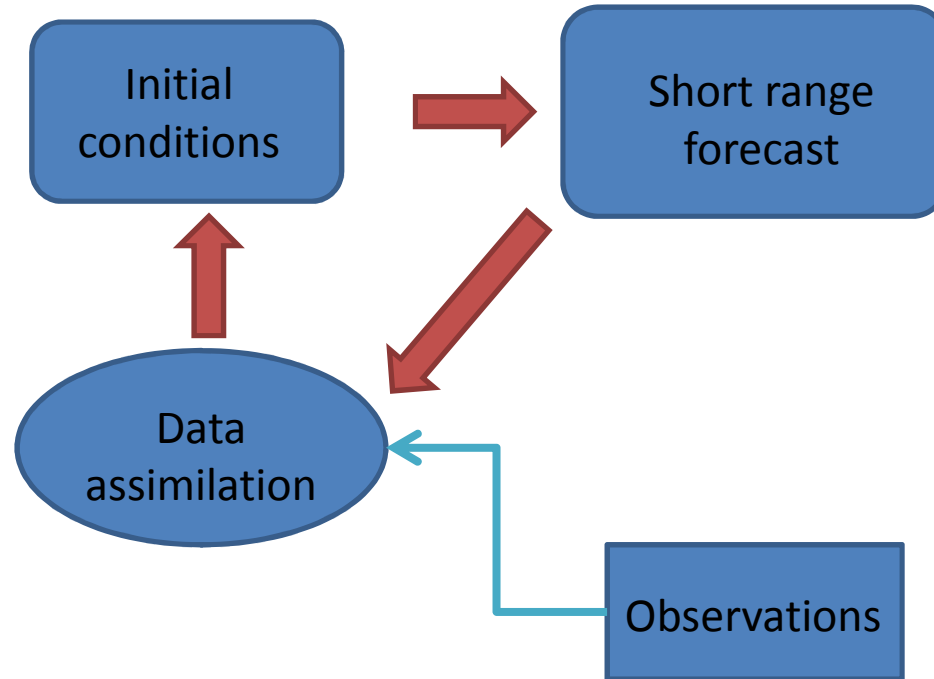 Initial
conditions
Short range
forecast
Data
assimilation
Observations